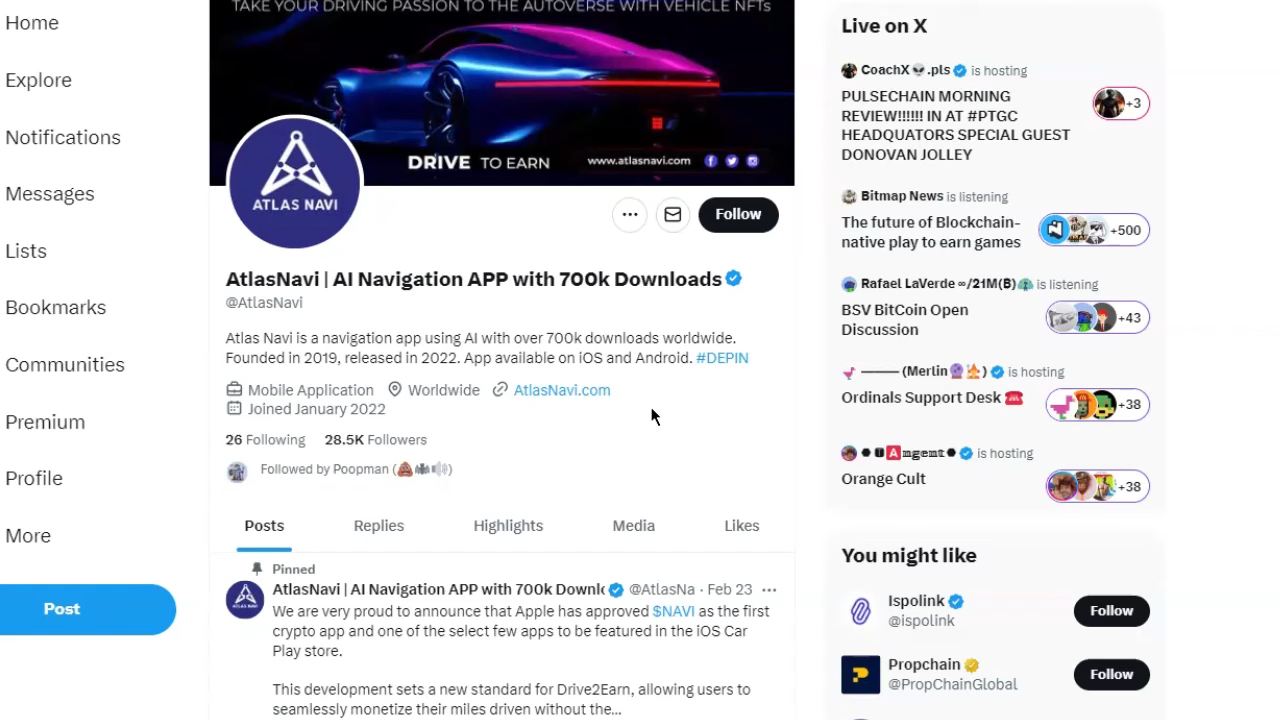 Home
Explore
Notifications
Messages
Lists
Bookmarks
Communities
Premium
Profile
More
Post
TAKE YOUR DRIVING PASSION TO THE AUTOVERSE WITH VEHICLE NFTs
DRIVE TO EARN
www.atlasnavi.com
ATLAS NAVI
Follow
AtlasNavi | AI Navigation APP with 700k Downloads
@AtlasNavi
Atlas Navi is a navigation app using AI with over 700k downloads worldwide.
Founded in 2019, released in 2022. App available on iOS and Android. #DEPIN
Mobile Application Worldwide AtlasNavi.com
Joined January 2022
26 Following 28.5K Followers
Followed by Poopman (💩🦇🔊)
Posts Replies Highlights Media Likes
Pinned
AtlasNavi | AI Navigation APP with 700k Downl @AtlasNa · Feb 23
We are very proud to announce that Apple has approved $NAVI as the first
crypto app and one of the select few apps to be featured in the iOS Car
Play store.
This development sets a new standard for Drive2Earn, allowing users to
seamlessly monetize their miles driven without the...
Live on X
CoachX👽.pls is hosting
PULSECHAIN MORNING
REVIEW!!!!!! IN AT #PTGC
HEADQUATORS SPECIAL GUEST
DONOVAN JOLLEY
+3
Bitmap News is listening
The future of Blockchain-
native play to earn games
+500
Rafael LaVerde ∞/21M(₿) is listening
BSV BitCoin Open
Discussion
+43
——— (Merlin🔮) is hosting
Ordinals Support Desk ☎️
+38
is hosting
Orange Cult
+38
You might like
Ispolink
@ispolink
Follow
Propchain
@PropChainGlobal
Follow